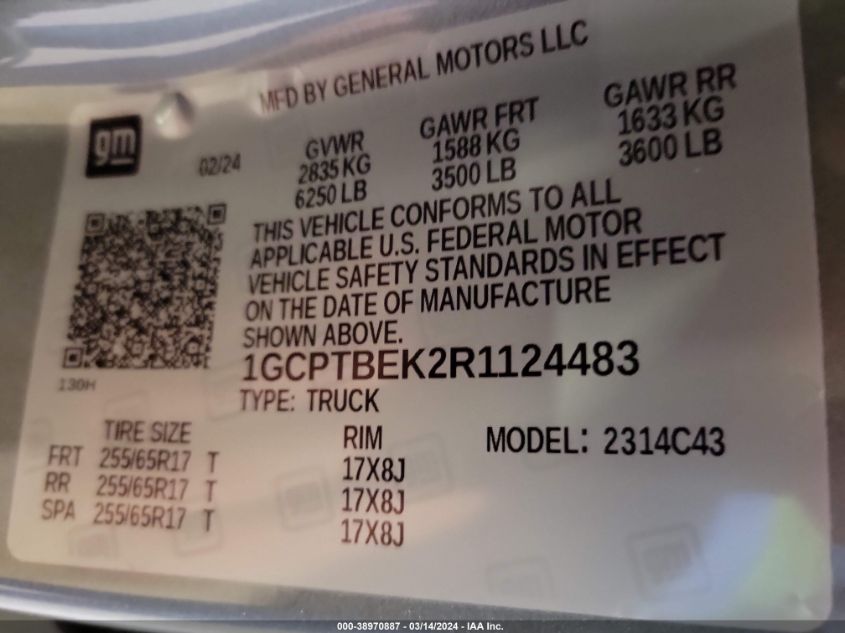 MFD BY GENERAL MOTORS LLC
gm
02/24
GVWR GAWR FRT GAWR RR
2835 KG 1588 KG 1633 KG
6250 LB 3500 LB 3600 LB
THIS VEHICLE CONFORMS TO ALL
APPLICABLE U.S. FEDERAL MOTOR
VEHICLE SAFETY STANDARDS IN EFFECT
ON THE DATE OF MANUFACTURE
SHOWN ABOVE.
1GCPTBEK2R1124483
130H
TYPE: TRUCK
TIRE SIZE RIM MODEL: 2314C43
FRT 255/65R17 T 17X8J
RR 255/65R17 T 17X8J
SPA 255/65R17 T 17X8J
000-38970887 - 03/14/2024 - IAA Inc.